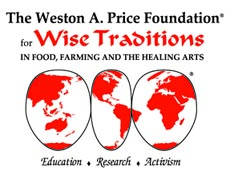 The Weston A. Price Foundation®
for Wise Traditions
IN FOOD, FARMING AND THE HEALING ARTS
®
Education ♦ Research ♦ Activism